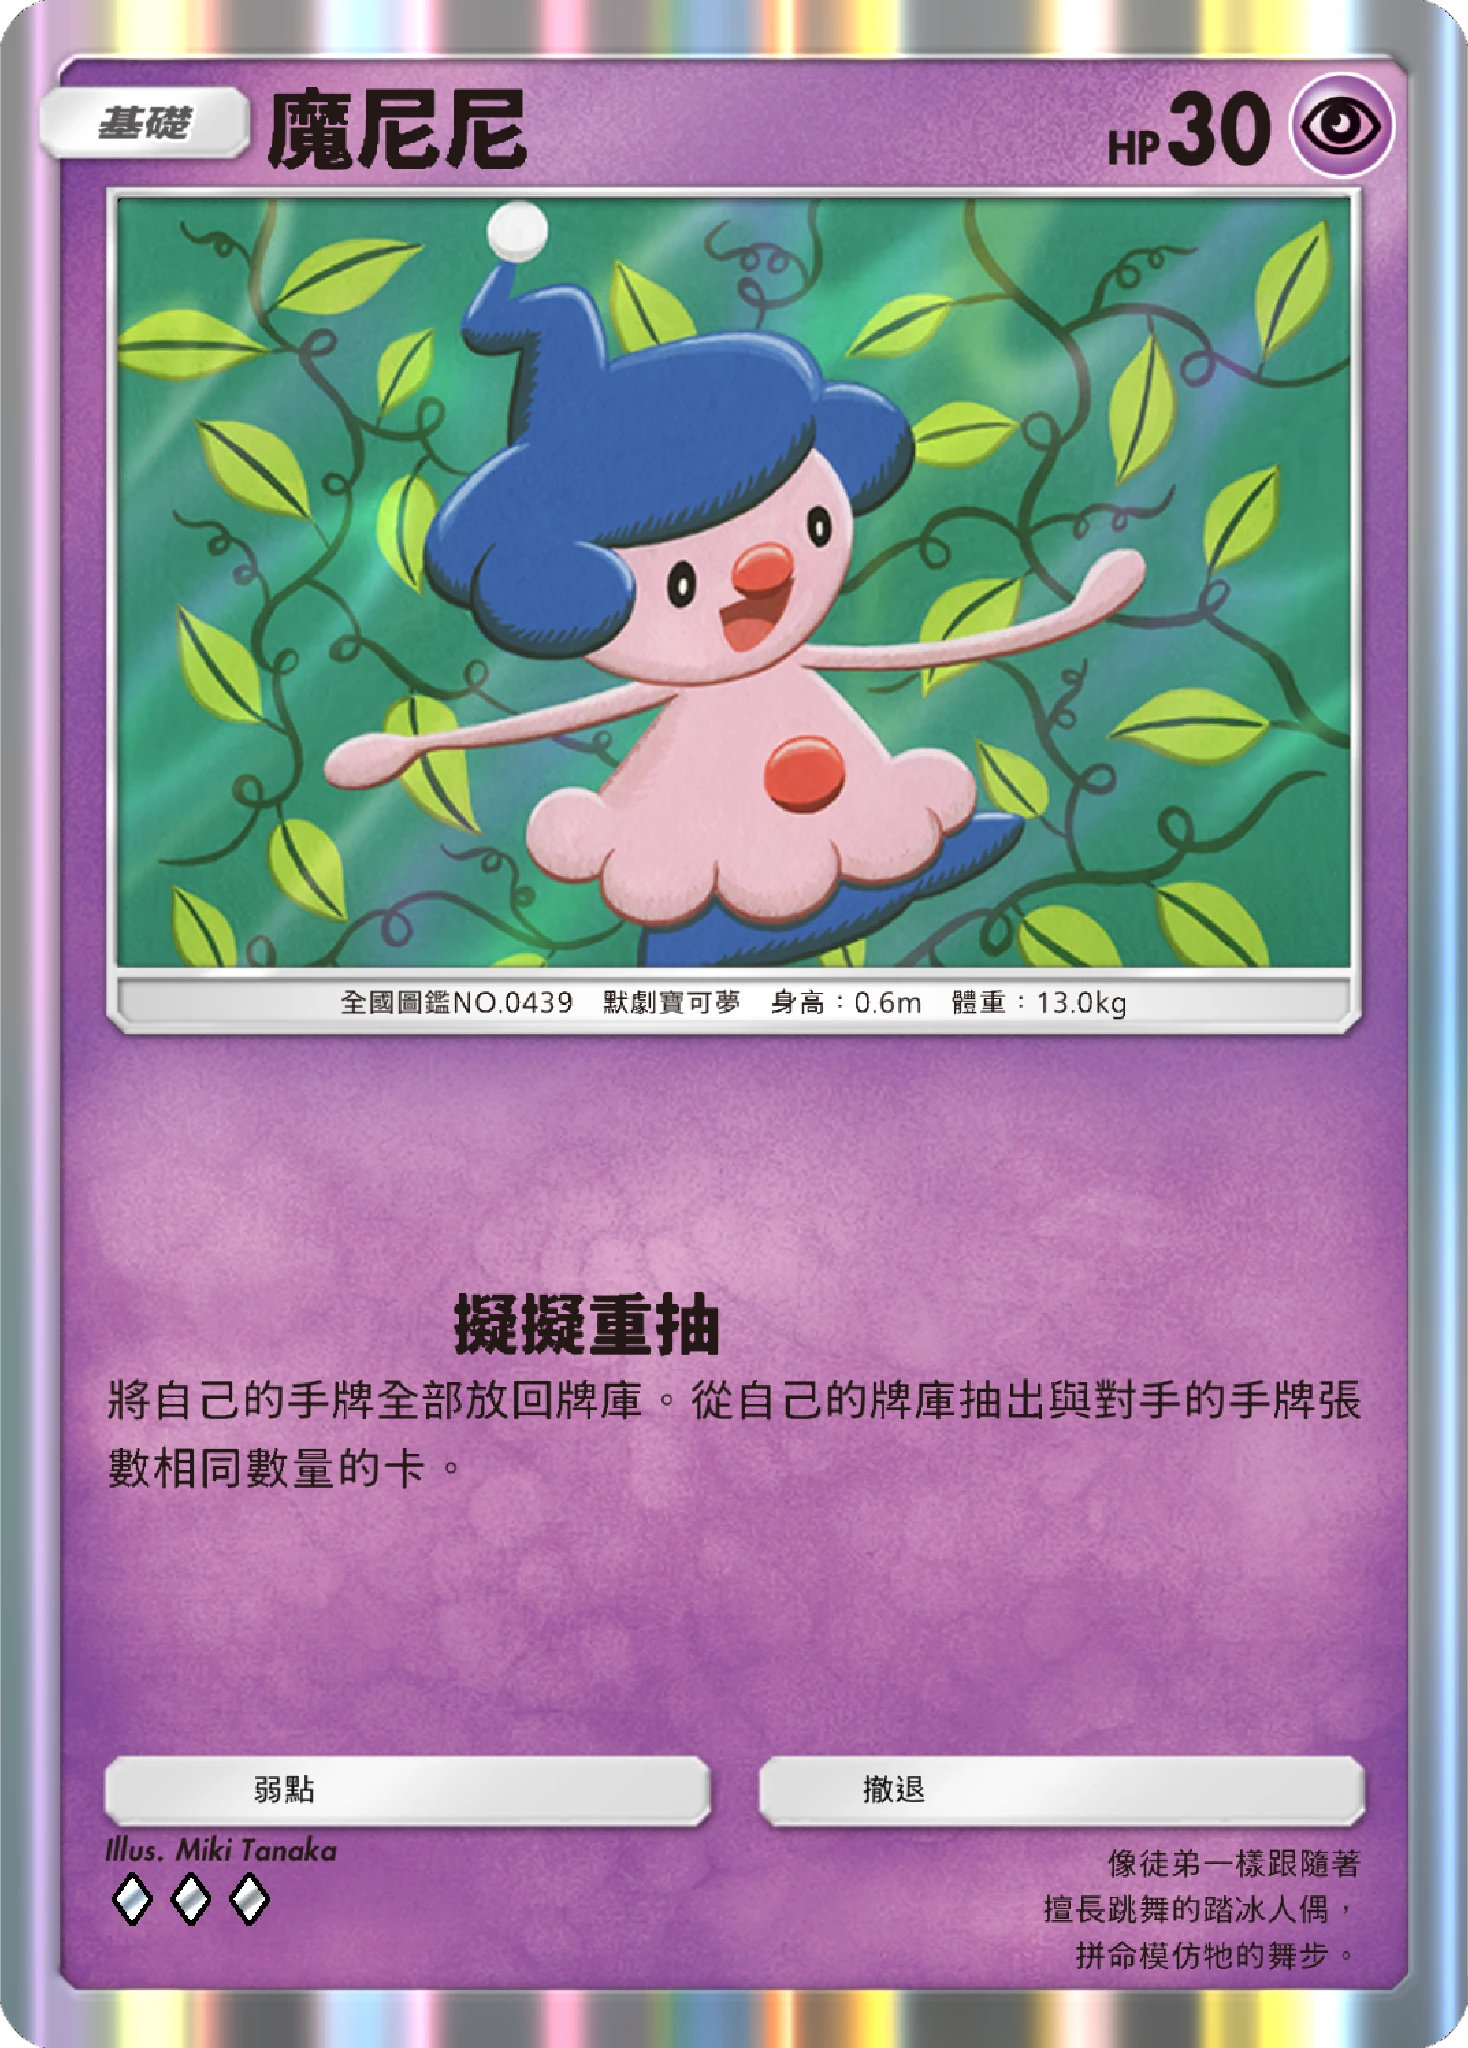 基礎 魔尼尼 HP 30
全國圖鑑NO.0439 默劇寶可夢 身高：0.6m 體重：13.0kg
擬擬重抽
將自己的手牌全部放回牌庫。從自己的牌庫抽出與對手的手牌張
數相同數量的卡。
弱點 撤退
Illus. Miki Tanaka
像徒弟一樣跟隨著
擅長跳舞的踏冰人偶，
拼命模仿牠的舞步。